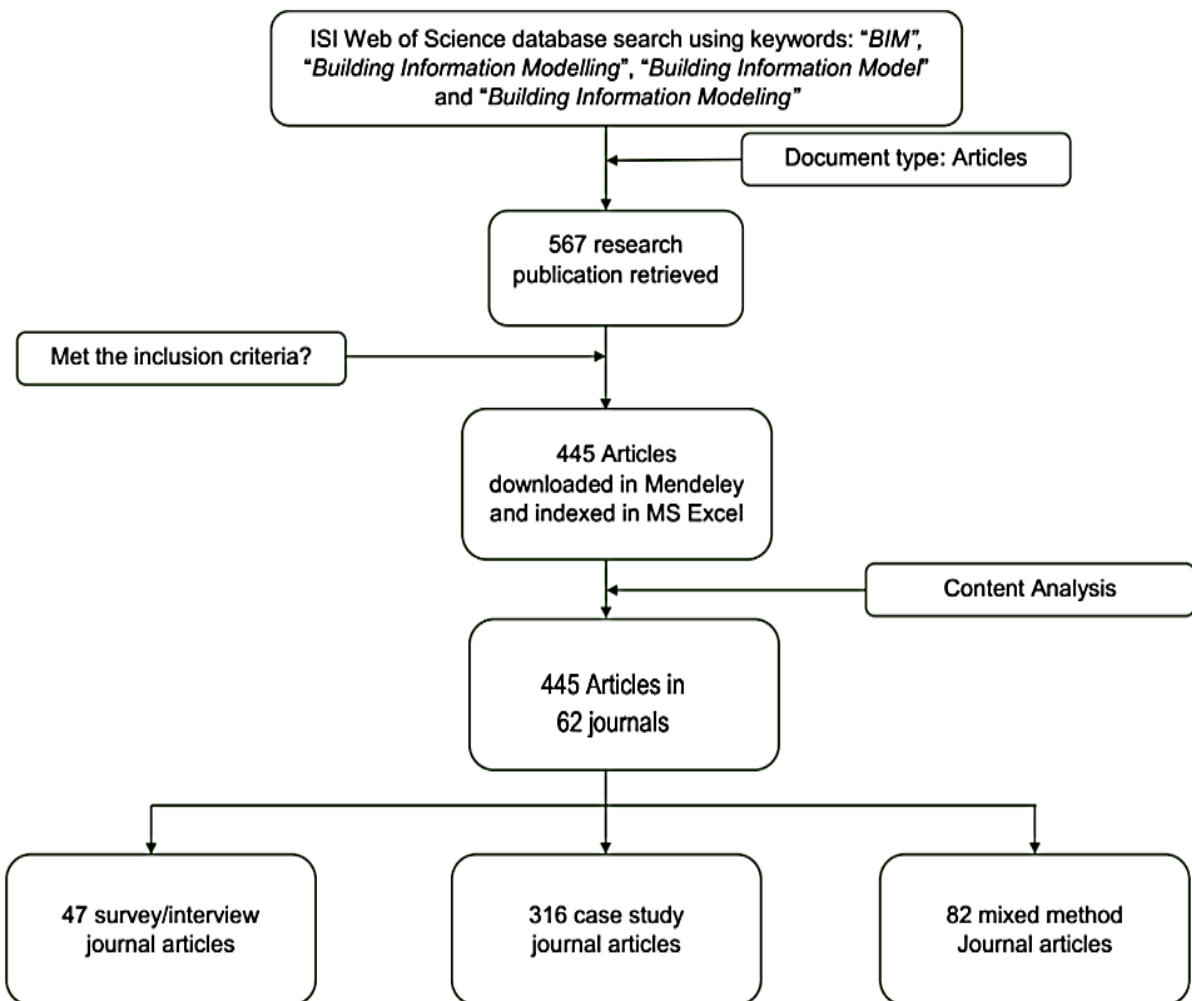 ISI Web of Science database search using keywords: “BIM”,
“Building Information Modelling”, “Building Information Model”
and “Building Information Modeling”
Document type: Articles
567 research
publication retrieved
Met the inclusion criteria?
445 Articles
downloaded in Mendeley
and indexed in MS Excel
Content Analysis
445 Articles in
62 journals
47 survey/interview
journal articles
316 case study
journal articles
82 mixed method
Journal articles